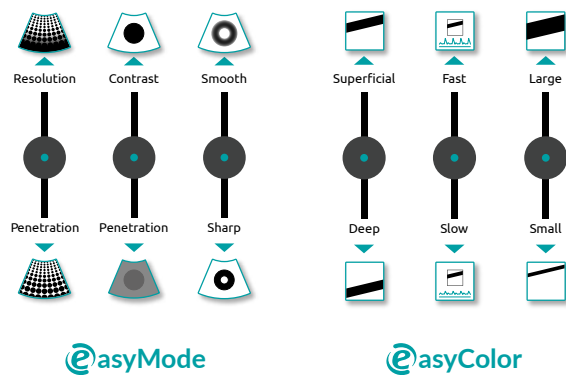 Resolution Contrast Smooth Superficial Fast Large
Penetration Penetration Sharp Deep Slow Small
easyMode easyColor